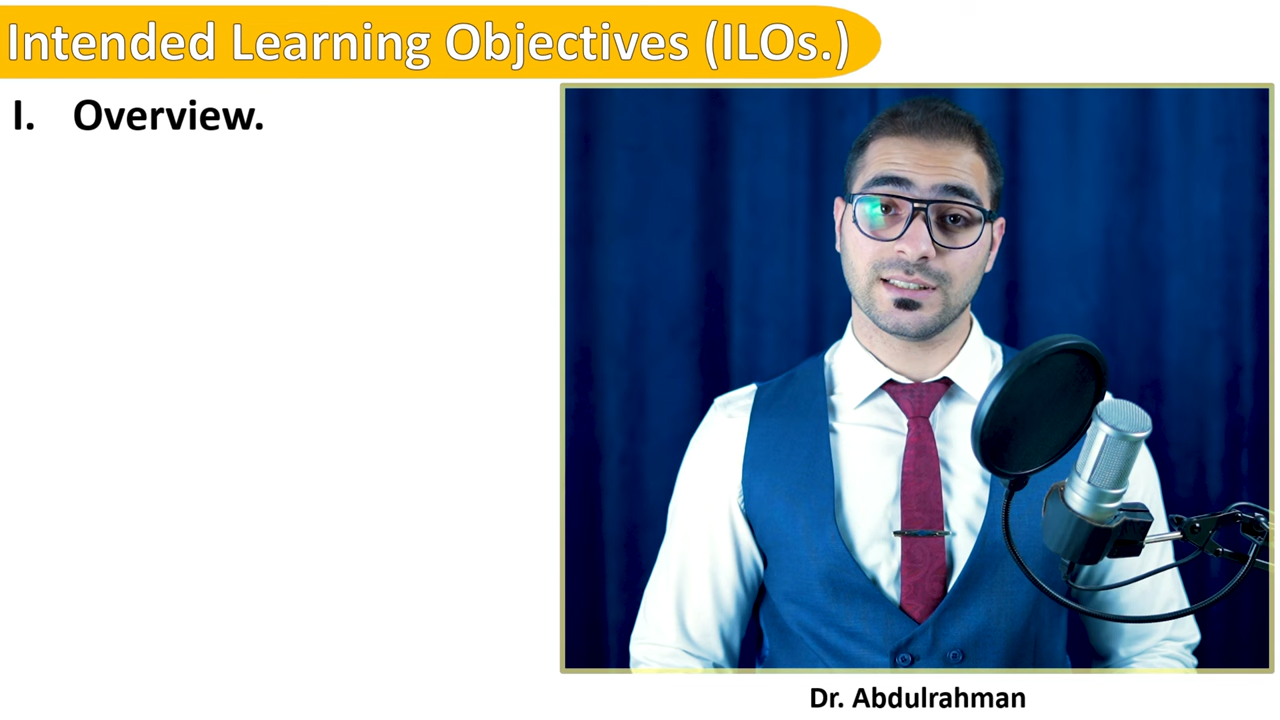 Intended Learning Objectives (ILOs.)
I. Overview.
Dr. Abdulrahman